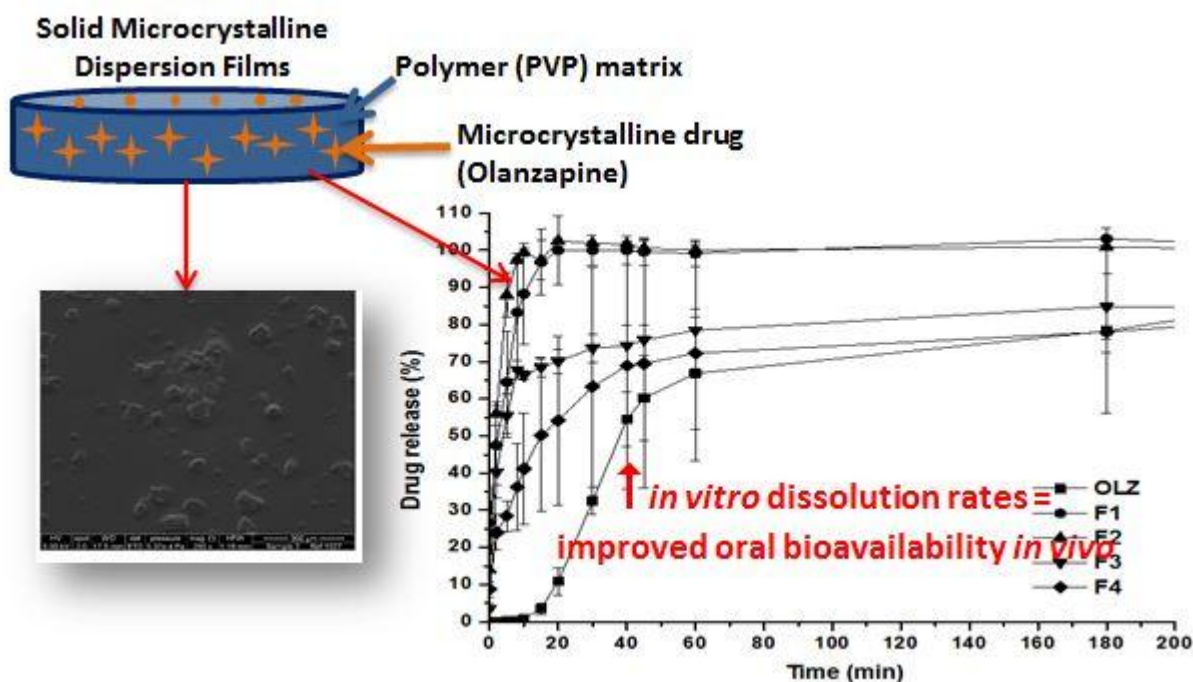 Solid Microcrystalline
Dispersion Films
Polymer (PVP) matrix
Microcrystalline drug
(Olanzapine)
110
100
90
80
70
60
50
40
30
20
10
0
Drug release (%)
0
20
40
60
80
100
120
140
160
180
200
Time (min)
in vitro dissolution rates =
improved oral bioavailability in vivo
OLZ
F1
F2
F3
F4